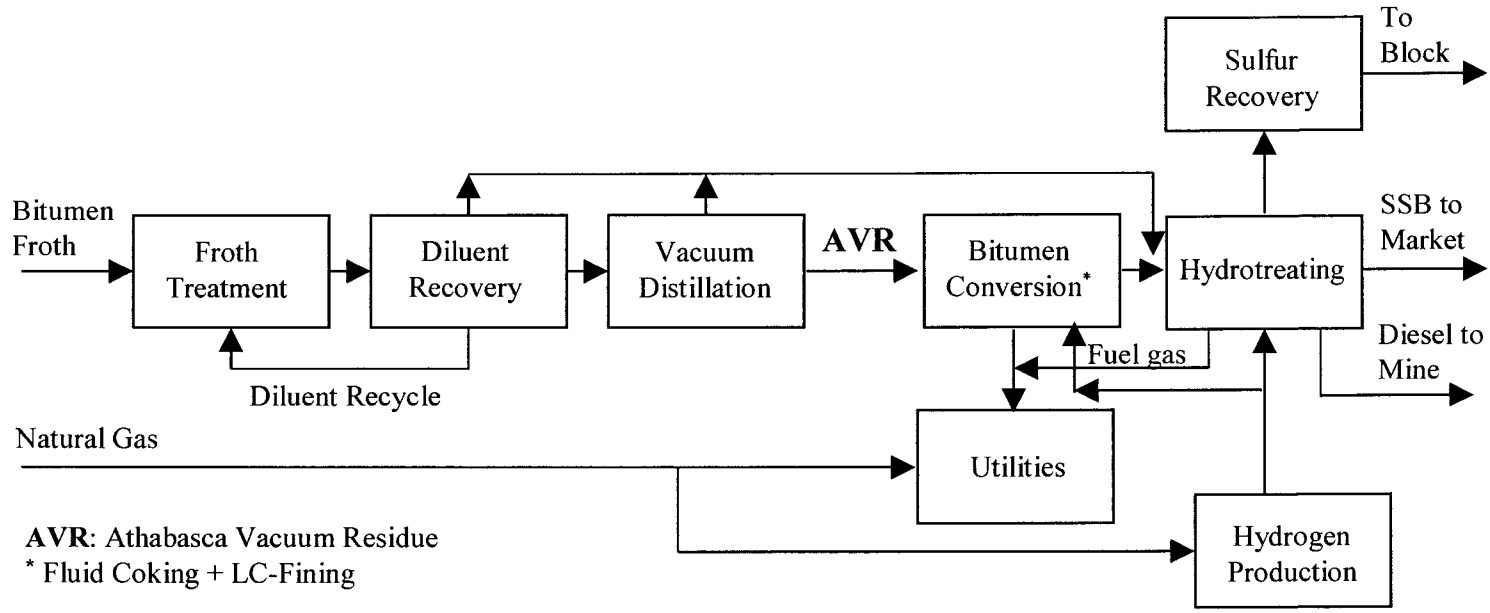 To
Block
Sulfur
Recovery
Bitumen
Froth
Froth
Treatment
Diluent
Recovery
Vacuum
Distillation
AVR
Bitumen
Conversion*
Hydrotreating
SSB to
Market
Diesel to
Mine
Fuel gas
Diluent Recycle
Natural Gas
Utilities
Hydrogen
Production
AVR: Athabasca Vacuum Residue
* Fluid Coking + LC-Fining